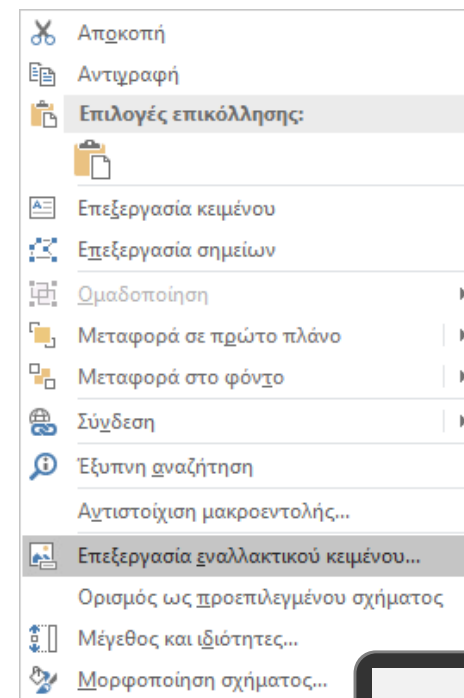 Αποκοπή
Αντιγραφή
Επιλογές επικόλλησης:
Επεξεργασία κειμένου
Επεξεργασία σημείων
Ομαδοποίηση
Μεταφορά σε πρώτο πλάνο
Μεταφορά στο φόντο
Σύνδεση
Έξυπνη αναζήτηση
Αντιστοίχιση μακροεντολής...
Επεξεργασία εναλλακτικού κειμένου...
Ορισμός ως προεπιλεγμένου σχήματος
Μέγεθος και ιδιότητες...
Μορφοποίηση σχήματος...